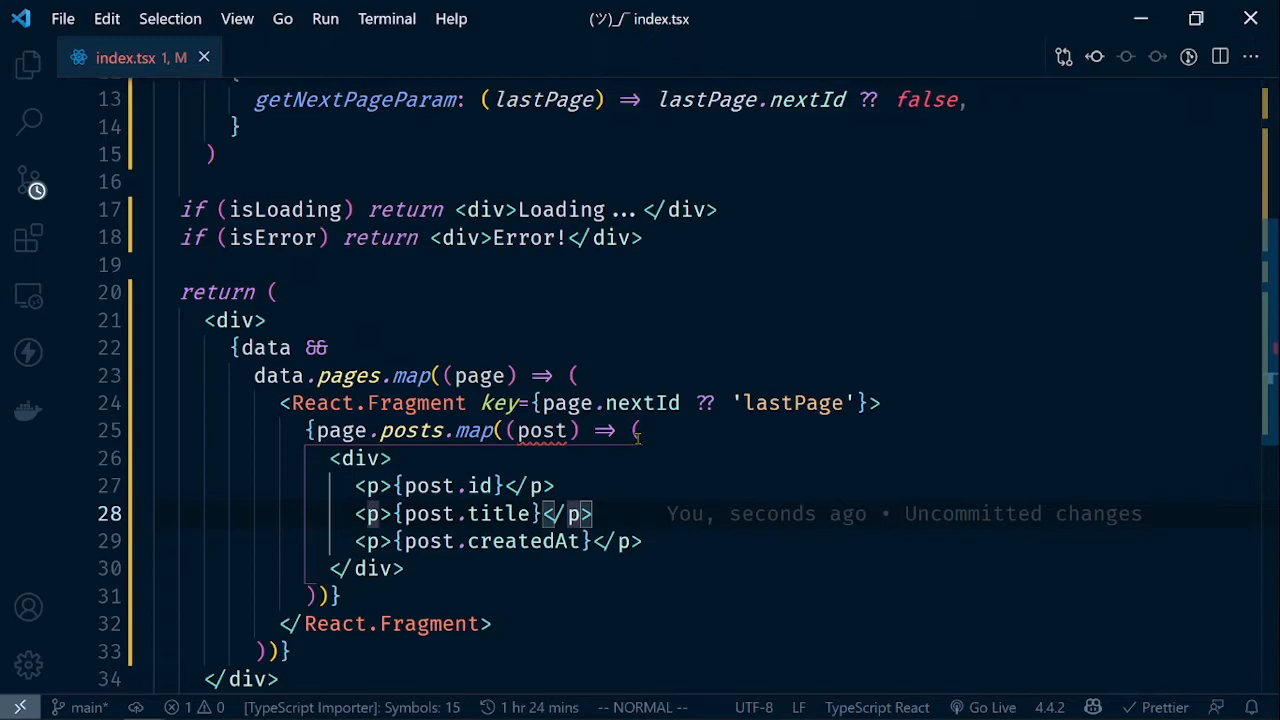 File Edit Selection View Go Run Terminal Help (ツ)_/¯ index.tsx
index.tsx 1, M
13 getNextPageParam: (lastPage) => lastPage.nextId ?? false,
14 }
15 )
16
17 if (isLoading) return <div>Loading...</div>
18 if (isError) return <div>Error!</div>
19
20 return (
21 <div>
22 {data &&
23 data.pages.map((page) => (
24 <React.Fragment key={page.nextId ?? 'lastPage'}>
25 {page.posts.map((post) => (
26 <div>
27 <p>{post.id}</p>
28 <p>{post.title}</p> You, seconds ago • Uncommitted changes
29 <p>{post.createdAt}</p>
30 </div>
31 ))}
32 </React.Fragment>
33 ))}
34 </div>
main* 1 0 [TypeScript Importer]: Symbols: 15 1 hr 24 mins -- NORMAL -- UTF-8 LF TypeScript React Go Live 4.4.2 Prettier